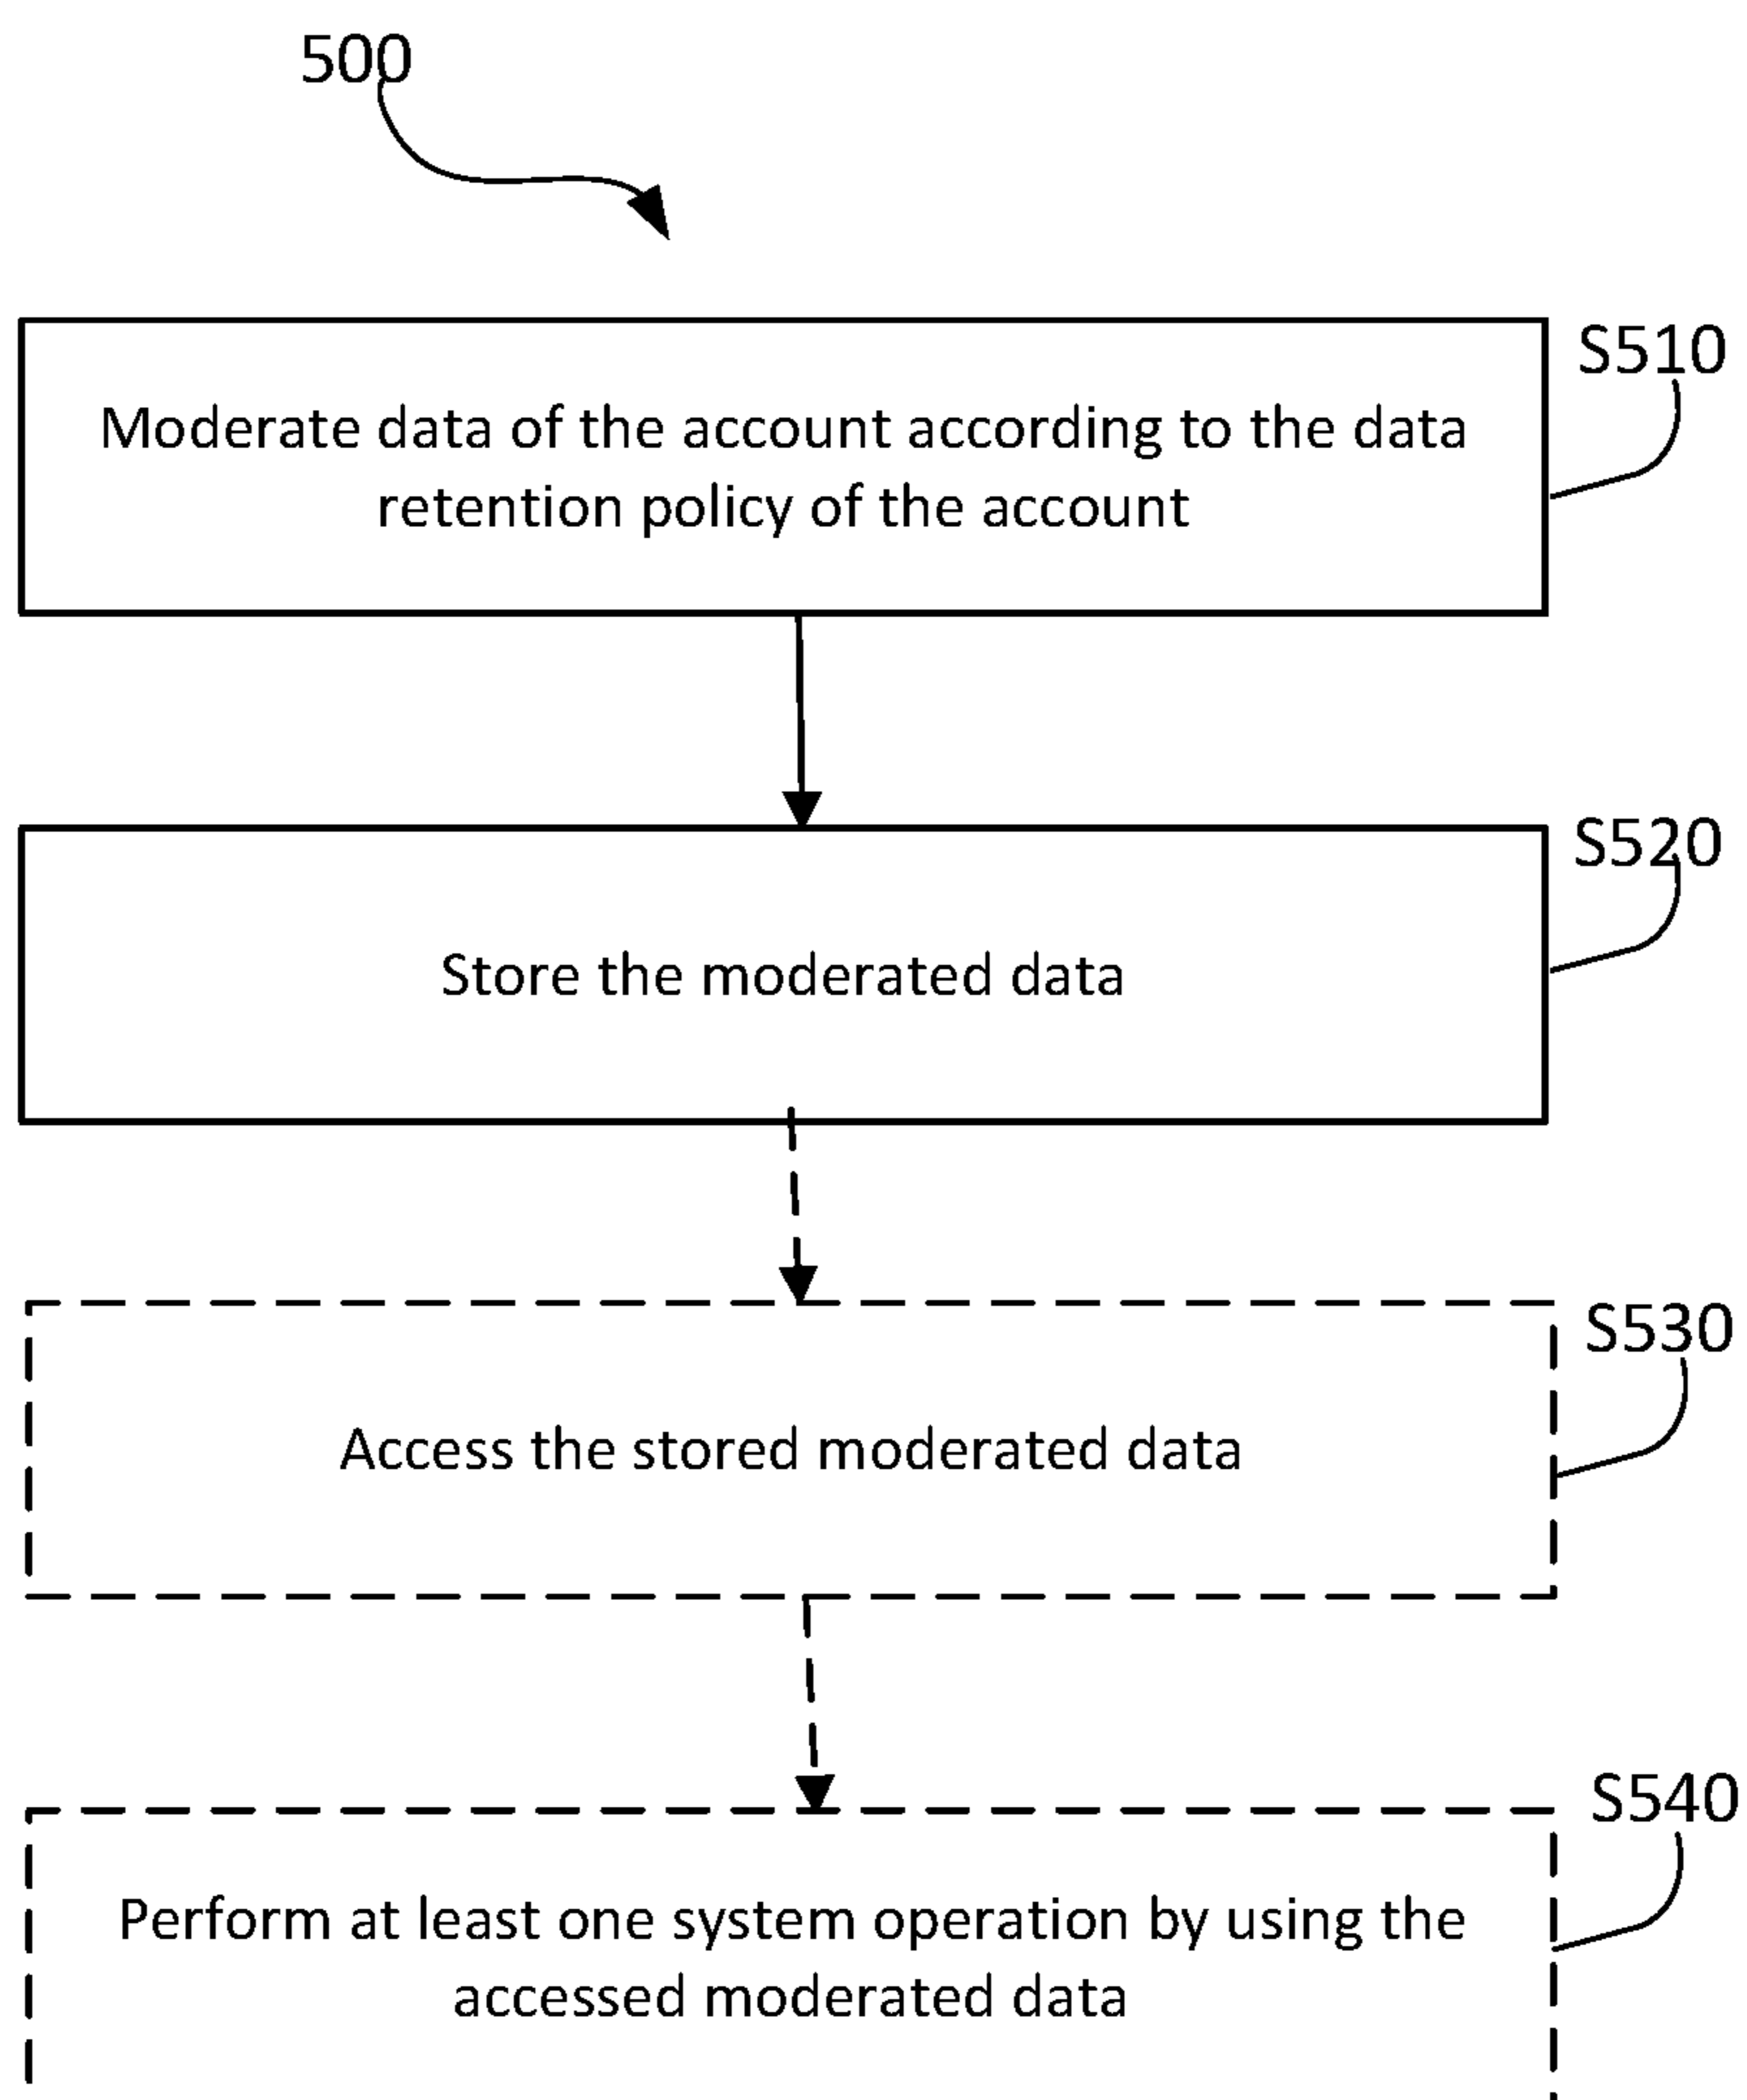 500
S510
Moderate data of the account according to the data
retention policy of the account
S520
Store the moderated data
S530
Access the stored moderated data
S540
Perform at least one system operation by using the
accessed moderated data